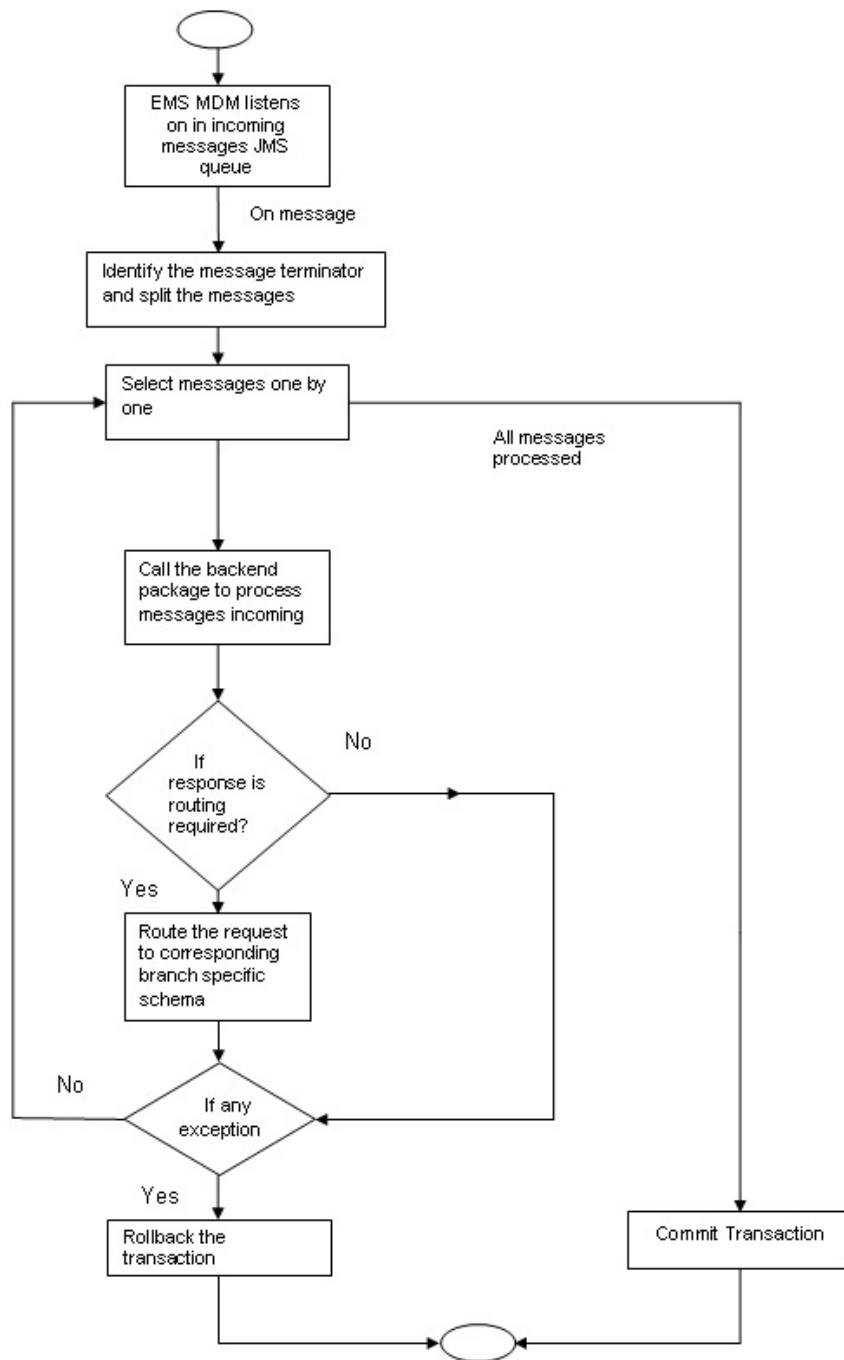 EMS MDM listens
on in incoming
messages JMS
queue
On message
Identify the message terminator
and split the messages
Select messages one by
one
All messages
processed
Call the backend
package to process
messages incoming
If
response is
routing
required?
No
Yes
Route the request
to corresponding
branch specific
schema
No
If any
exception
Yes
Rollback the
transaction
Commit Transaction